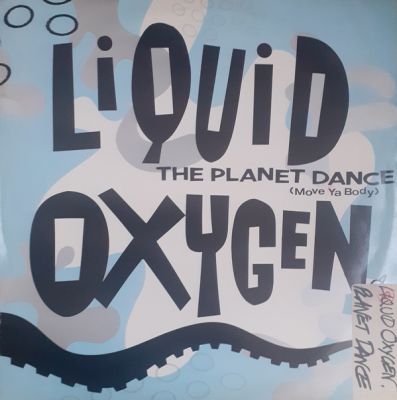 LiQUiD
THE PLANET DANCE
(Move Ya Body)
OXYGEN
LIQUID OXYGEN.
PLANET DANCE